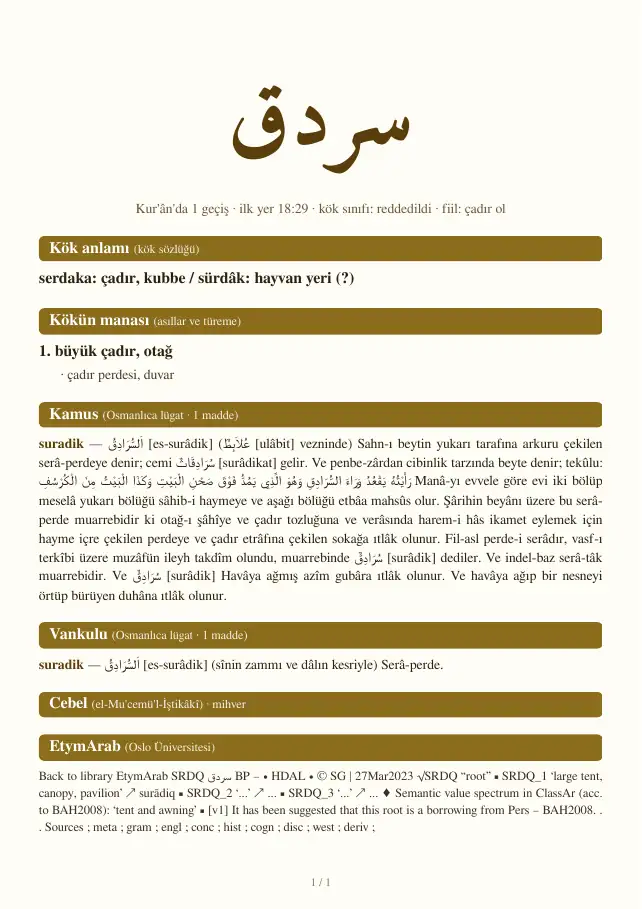 سردق
Kur'ân'da 1 geçiş · ilk yer 18:29 · kök sınıfı: reddedildi · fiil: çadır ol
Kök anlamı (kök sözlüğü)
serdaka: çadır, kubbe / sürdâk: hayvan yeri (?)
Kökün manası (asıllar ve türeme)
1. büyük çadır, otağ
· çadır perdesi, duvar
Kamus (Osmanlıca lügat · 1 madde)
suradik — اَلسُّرَادِقُ [es-surâdik] (عُلَابِطٌ [ulâbit] vezninde) Sahn-ı beytin yukarı tarafına arkuru çekilen
serâ-perdeye denir; cemi سُرَادِقَاتٌ [surâdikat] gelir. Ve penbe-zârdan cibinlik tarzında beyte denir; tekûlu:
رَأَيْتُهُ يَقْعُدُ وَرَاءَ السُّرَادِقِ وَهُوَ الَّذِي يَمُدُّ فَوْقَ صَحْنِ الْبَيْتِ وَكَذَا الْبَيْتُ مِنَ الْكُرْسُفِ Manâ-yı evvele göre evi iki bölüp
meselâ yukarı bölüğü sâhib-i haymeye ve aşağı bölüğü etbâa mahsûs olur. Şârihin beyânı üzere bu serâ-
perde muarrebidir ki otağ-ı şâhîye ve çadır tozluğuna ve verâsında harem-i hâs ikamet eylemek için
hayme içre çekilen perdeye ve çadır etrâfına çekilen sokağa ıtlâk olunur. Fil-asl perde-i serâdır, vasf-ı
terkîbi üzere muzâfün ileyh takdîm olundu, muarrebinde سُرَادِقٌ [surâdik] dediler. Ve indel-baz serâ-tâk
muarrebidir. Ve سُرَادِقٌ [surâdik] Havâya ağmış azîm gubâra ıtlâk olunur. Ve havâya ağıp bir nesneyi
örtüp bürüyen duhâna ıtlâk olunur.
Vankulu (Osmanlıca lügat · 1 madde)
suradik — اَلسُّرَادِقُ [es-surâdik] (sînin zammı ve dâlın kesriyle) Serâ-perde.
Cebel (el-Mu'cemü'l-İştikâkî) · mihver
EtymArab (Oslo Üniversitesi)
Back to library EtymArab SRDQ سردق BP – • HDAL • © SG | 27Mar2023 √SRDQ “root” ▪ SRDQ_1 ‘large tent,
canopy, pavilion’ ↗ surādiq ▪ SRDQ_2 ‘...’ ↗ ... ▪ SRDQ_3 ‘...’ ↗ ... ♦ Semantic value spectrum in ClassAr (acc.
to BAH2008): ‘tent and awning’ ▪ [v1] It has been suggested that this root is a borrowing from Pers – BAH2008. .
. Sources ; meta ; gram ; engl ; conc ; hist ; cogn ; disc ; west ; deriv ;
1 / 1